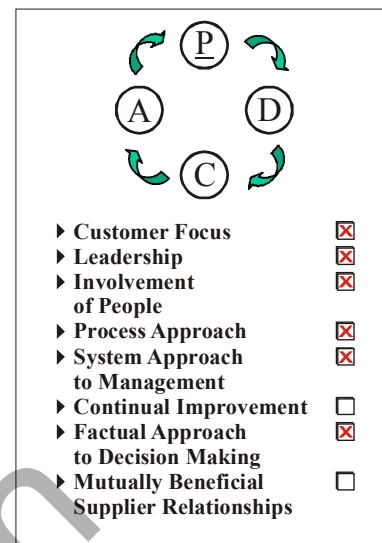 P
A
D
C
Customer Focus
Leadership
Involvement
of People
Process Approach
System Approach
to Management
Continual Improvement
Factual Approach
to Decision Making
Mutually Beneficial
Supplier Relationships